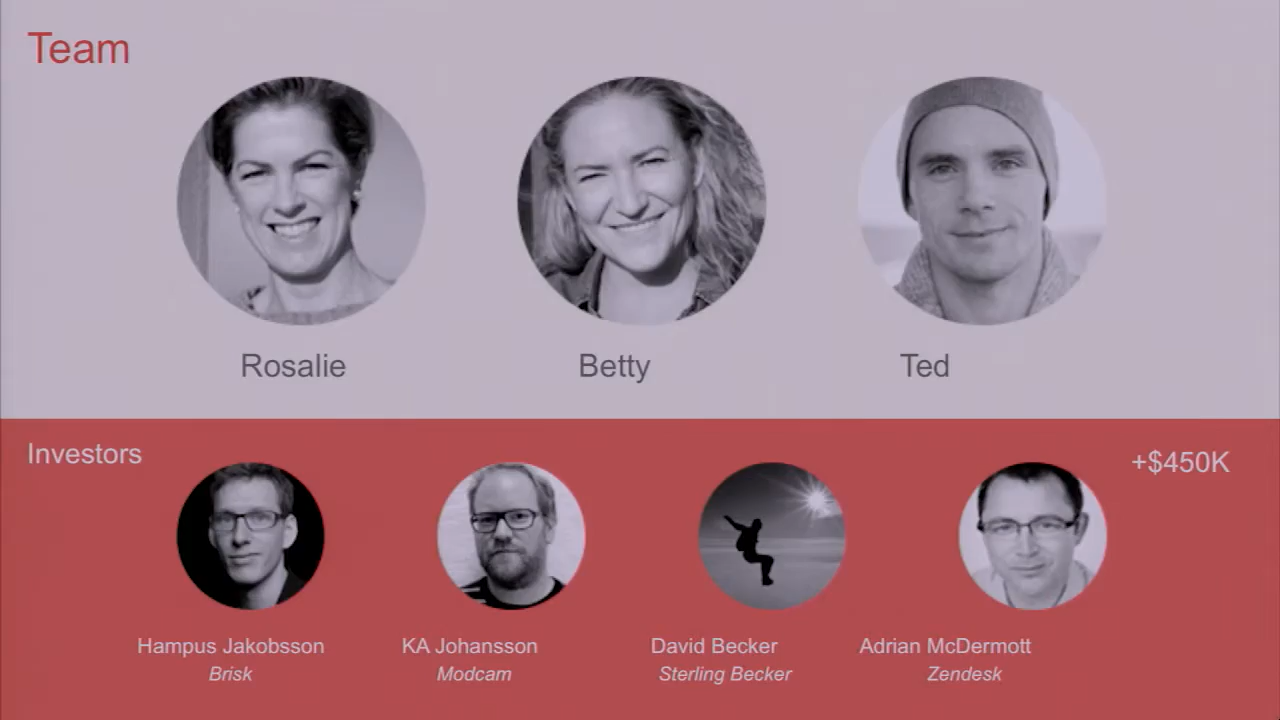 Team
Rosalie
Betty
Ted
Investors
+$450K
Hampus Jakobsson
Brisk
KA Johansson
Modcam
David Becker
Sterling Becker
Adrian McDermott
Zendesk